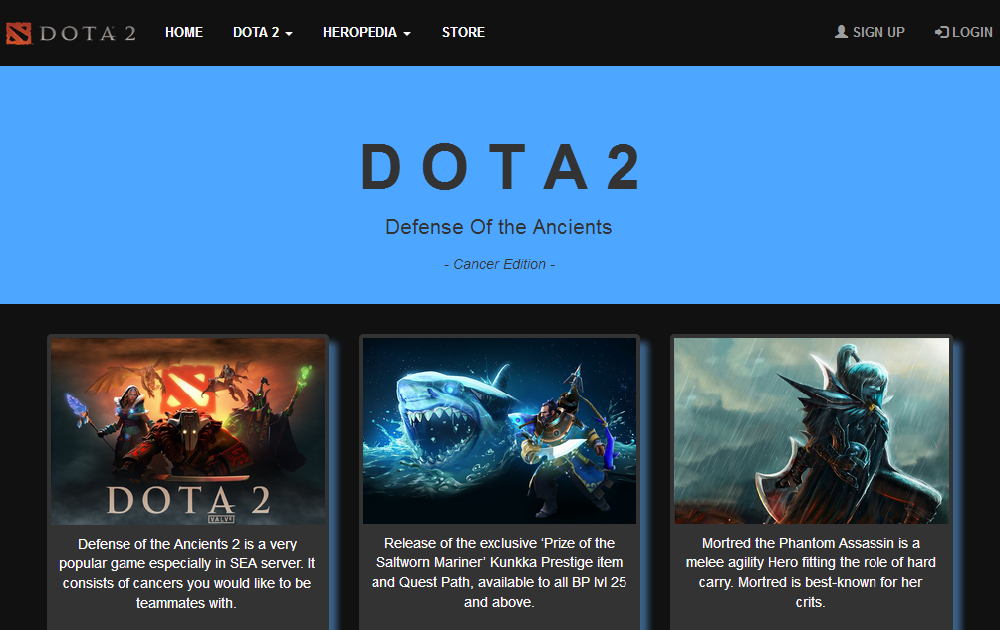 DOTA 2 HOME DOTA 2 HEROPEDIA STORE SIGN UP LOGIN
D O T A 2
Defense Of the Ancients
- Cancer Edition -
DOTA 2
VALVE
Defense of the Ancients 2 is a very
popular game especially in SEA server. It
consists of cancers you would like to be
teammates with.
Release of the exclusive 'Prize of the
Saltworn Mariner' Kunkka Prestige item
and Quest Path, available to all BP lvl 25
and above.
Mortred the Phantom Assassin is a
melee agility Hero fitting the role of hard
carry. Mortred is best-known for her
crits.